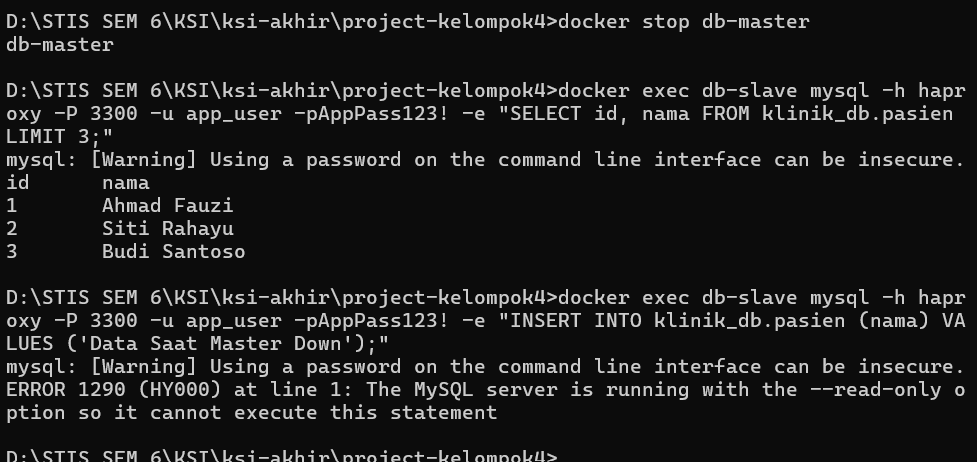 D:\STIS SEM 6\KSI\ksi-akhir\project-kelompok4>docker stop db-master
db-master
D:\STIS SEM 6\KSI\ksi-akhir\project-kelompok4>docker exec db-slave mysql -h hapr
oxy -P 3300 -u app_user -pAppPass123! -e "SELECT id, nama FROM klinik_db.pasien
LIMIT 3;"
mysql: [Warning] Using a password on the command line interface can be insecure.
id      nama
1       Ahmad Fauzi
2       Siti Rahayu
3       Budi Santoso
D:\STIS SEM 6\KSI\ksi-akhir\project-kelompok4>docker exec db-slave mysql -h hapr
oxy -P 3300 -u app_user -pAppPass123! -e "INSERT INTO klinik_db.pasien (nama) VA
LUES ('Data Saat Master Down');"
mysql: [Warning] Using a password on the command line interface can be insecure.
ERROR 1290 (HY000) at line 1: The MySQL server is running with the --read-only o
ption so it cannot execute this statement
D:\STIS SEM 6\KSI\ksi-akhir\project-kelompok4>